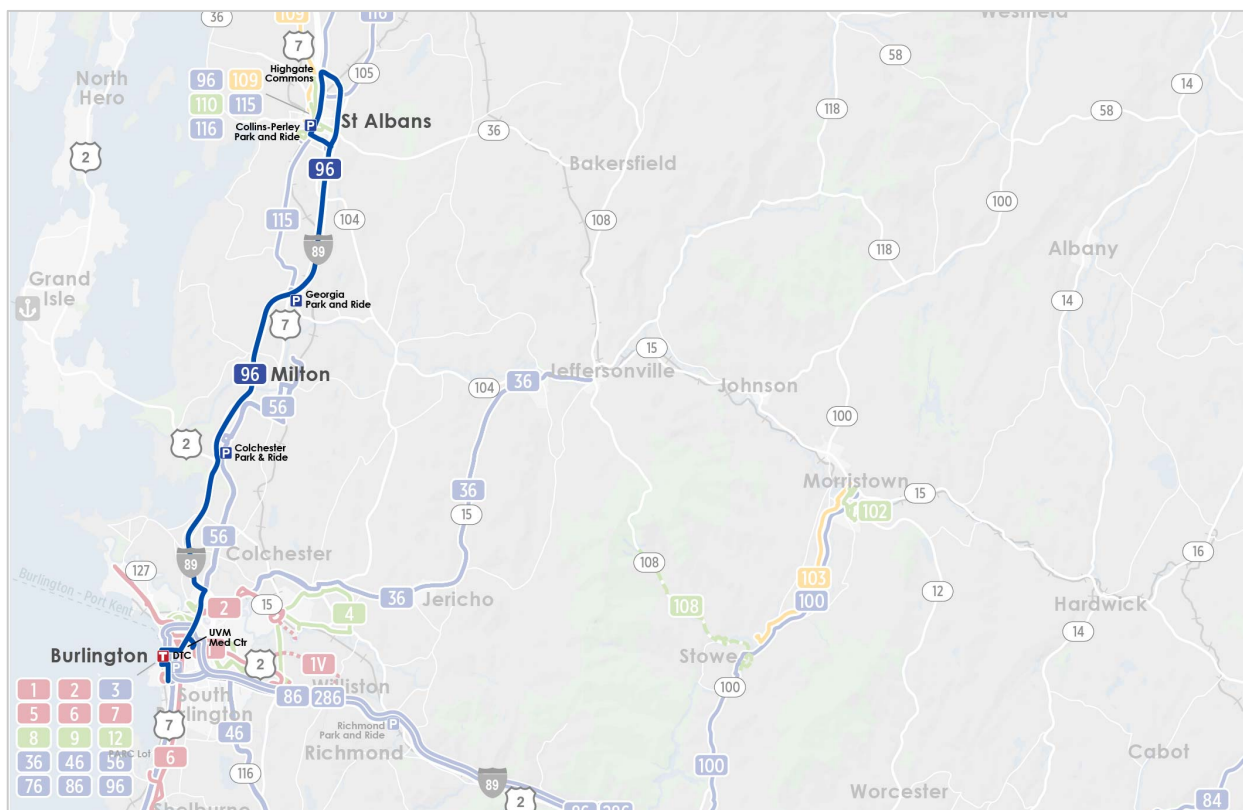 36
109
116
Westfield
7
58
14
Highgate
Commons
105
North
Hero
96
109
110
115
116
58
118
Collins-Perley
Park and Ride
St Albans
36
2
96
Bakersfield
100
115
104
108
118
Albany
89
Grand
Isle
Georgia
Park and Ride
7
14
15
96
Milton
104
36
Jeffersonville
Johnson
56
100
2
Colchester
Park & Ride
36
Morristown
15
102
15
56
Colchester
89
16
127
108
103
Burlington - Port Kent
36
Jericho
100
12
2
15
4
108
Hardwick
14
UVM
Med Ctr
Burlington
DTC
2
1V
Stowe
1
2
3
Williston
86
286
100
5
6
7
South
Burlington
7
46
Richmond
Park and Ride
8
9
12
Richmond
PARC Lot
6
Cabot
36
46
56
116
100
76
86
96
89
Worcester
Shelburne
2
86
286
84